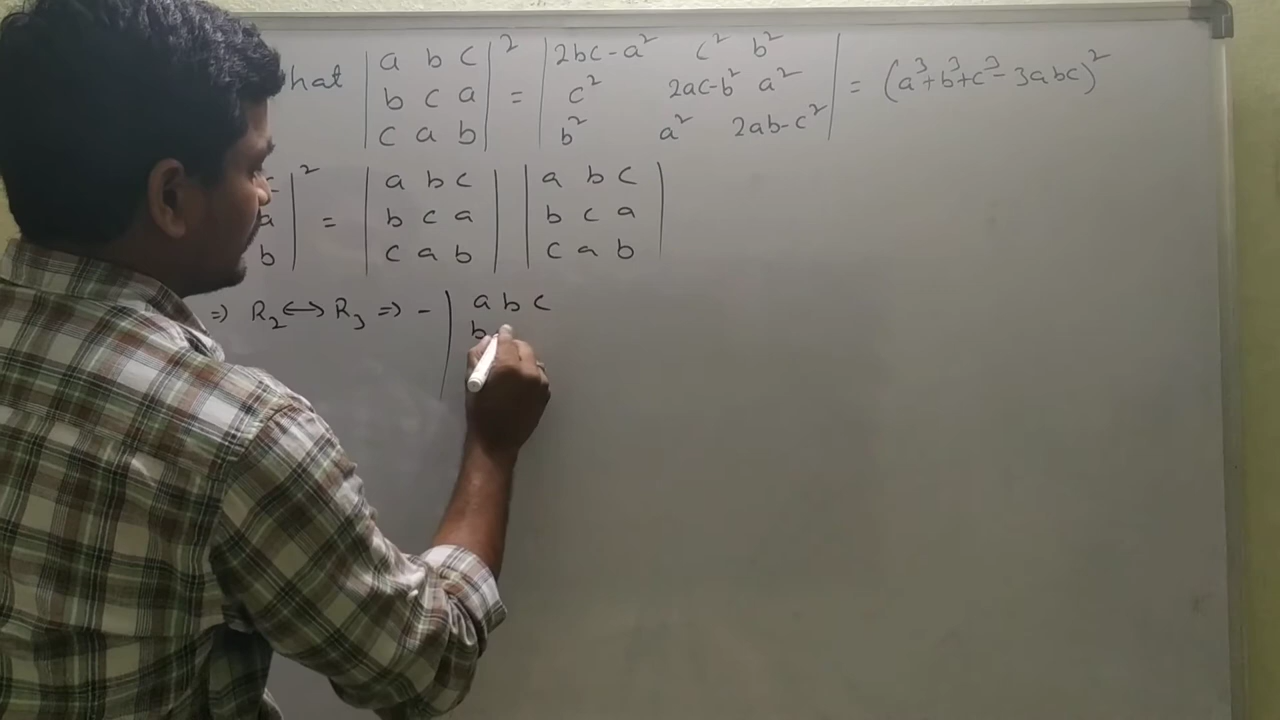 hat | a b c |² = | 2bc-a² c² b² | = (a³+b³+c³-3abc)²
| b c a | | c² 2ac-b² a² |
| c a b | | b² a² 2ab-c² |
|² = | a b c | | a b c |
a | | b c a | | b c a |
b | | c a b | | c a b |
⇒ R₂↔R₃ ⇒ - | a b c
b